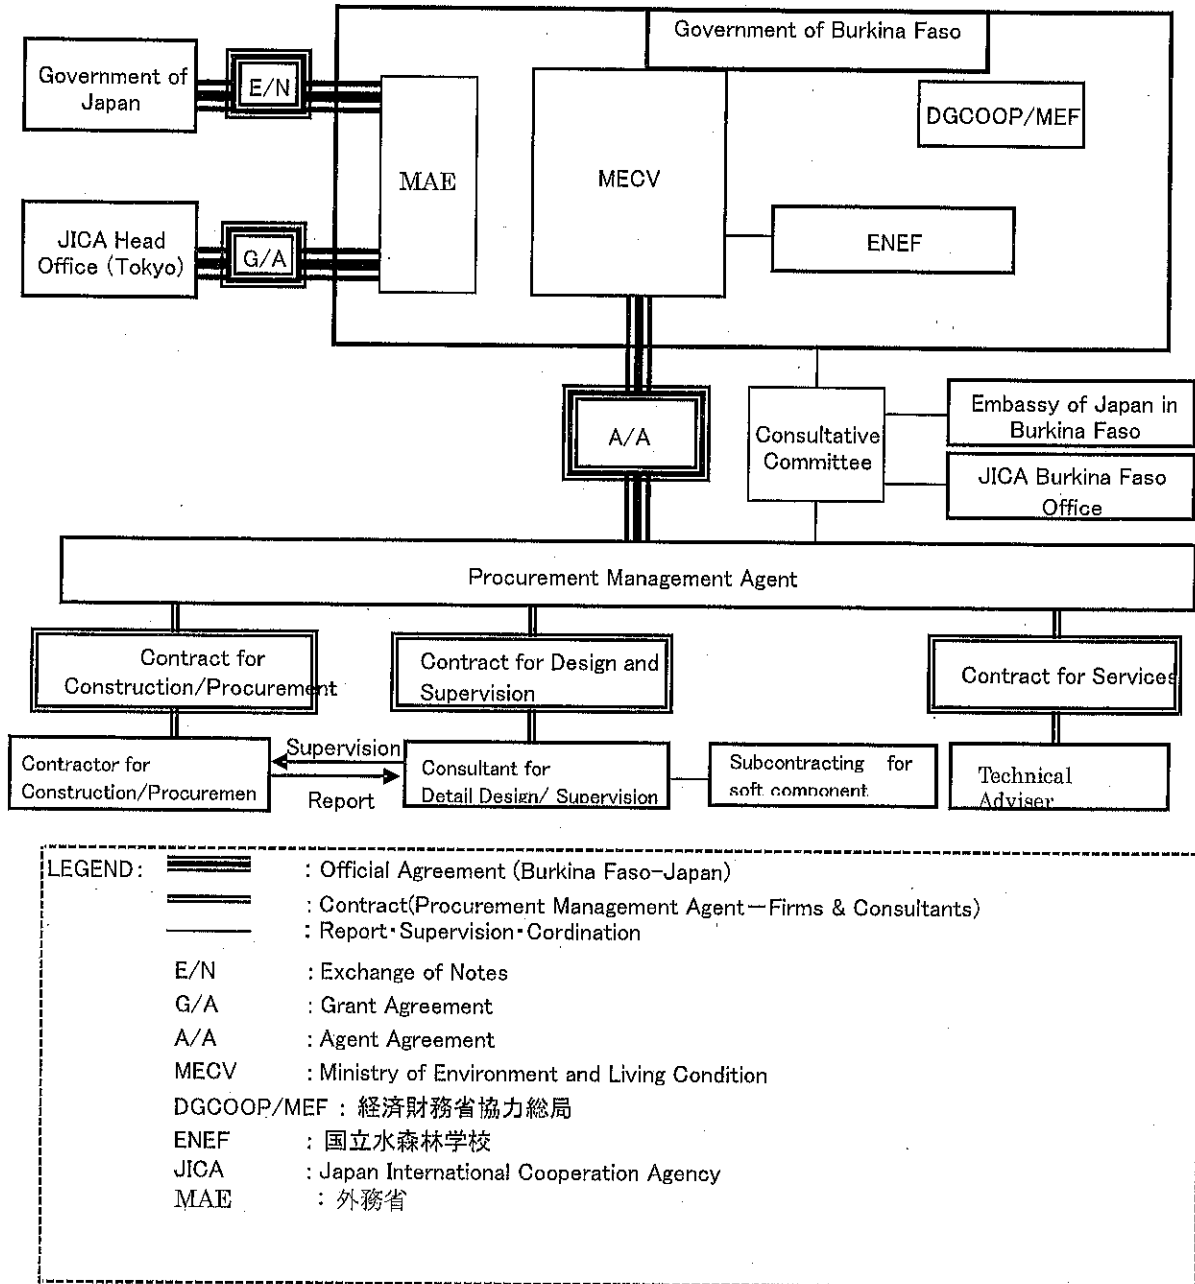 Government of Burkina Faso
Government of
Japan
E/N
DGCOOP/MEF
MAE
MECV
JICA Head
Office (Tokyo)
G/A
ENEF
A/A
Consultative
Committee
Embassy of Japan in
Burkina Faso
JICA Burkina Faso
Office
Procurement Management Agent
Contract for
Construction/Procurement
Contract for Design and
Supervision
Contract for Services
Contractor for
Construction/Procuremen
Supervision
Report
Consultant for
Detail Design/ Supervision
Subcontracting for
soft component
Technical
Adviser
LEGEND:
: Official Agreement (Burkina Faso-Japan)
: Contract(Procurement Management Agent－Firms & Consultants)
: Report･Supervision･Cordination
E/N : Exchange of Notes
G/A : Grant Agreement
A/A : Agent Agreement
MECV : Ministry of Environment and Living Condition
DGCOOP/MEF : 経済財務省協力総局
ENEF : 国立水森林学校
JICA : Japan International Cooperation Agency
MAE : 外務省